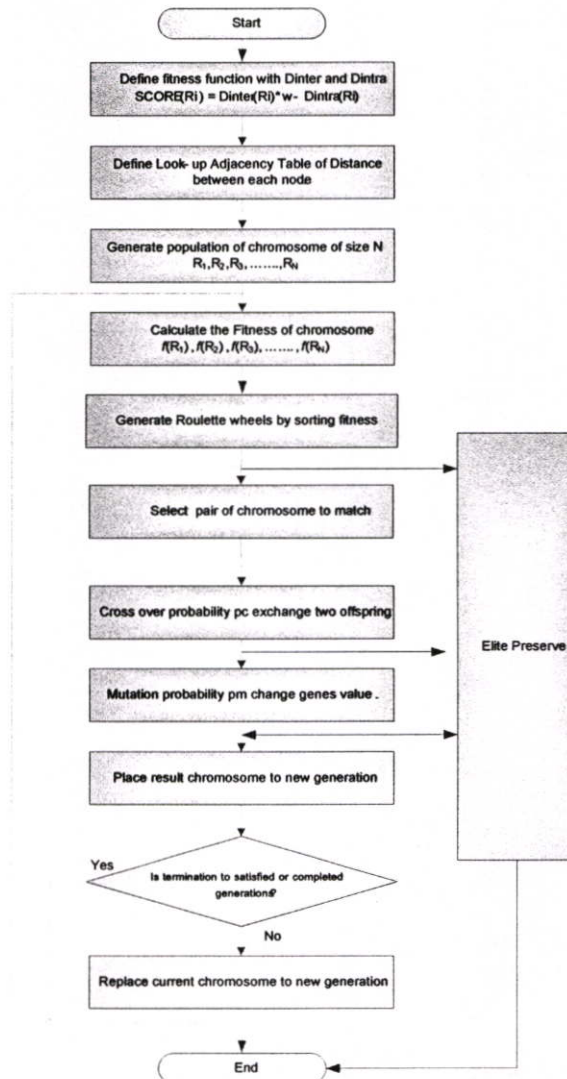 Start
Define fitness function with Dinter and Dintra
SCORE(Ri) = Dinter(Ri)*w- Dintra(Ri)
Define Look-up Adjacency Table of Distance
between each node
Generate population of chromosome of size N
R₁,R₂,R₃,…….,R_N
Calculate the Fitness of chromosome
f(R₁),f(R₂),f(R₃),…….,f(R_N)
Generate Roulette wheels by sorting fitness
Select pair of chromosome to match
Cross over probability pc exchange two offspring
Elite Preserve
Mutation probability pm change genes value .
Place result chromosome to new generation
Yes
Is termination to satisfied or completed
generations?
No
Replace current chromosome to new generation
End